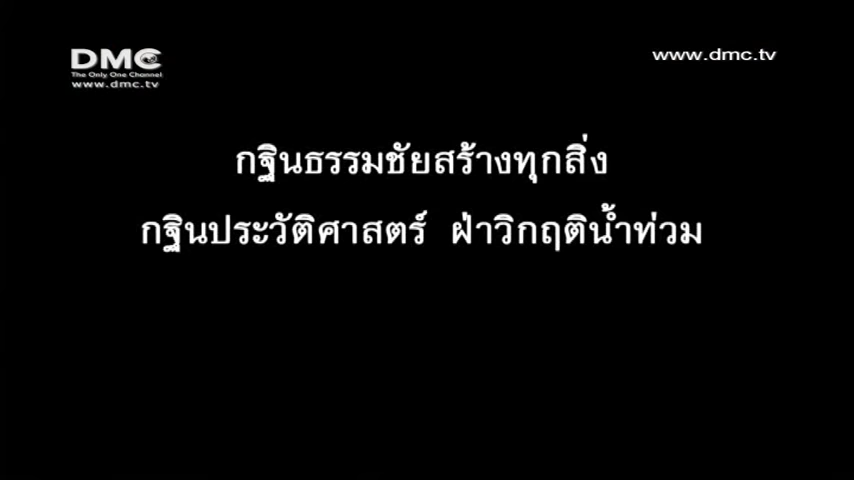 DMC
The Only One Channel
www.dmc.tv
www.dmc.tv
กฐินธรรมชัยสร้างทุกสิ่ง
กฐินประวัติศาสตร์ ฝ่าวิกฤติน้ำท่วม